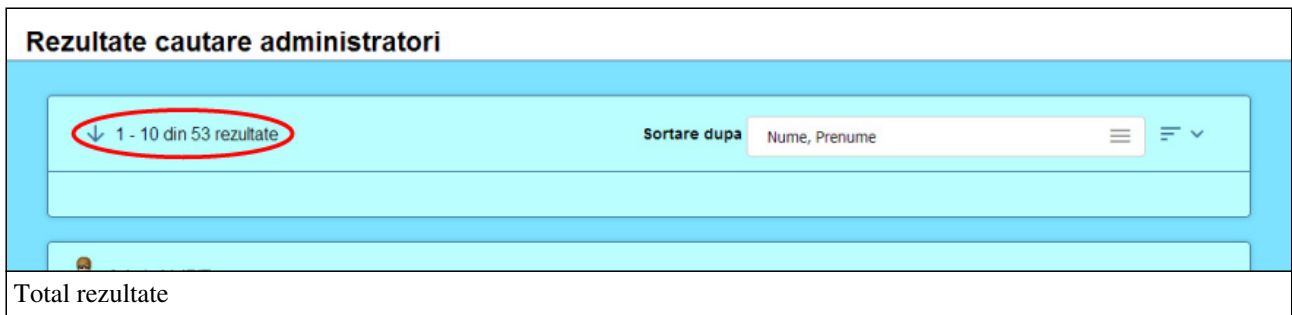 Rezultate cautare administratori
1 - 10 din 53 rezultate
Sortare dupa Nume, Prenume
Total rezultate